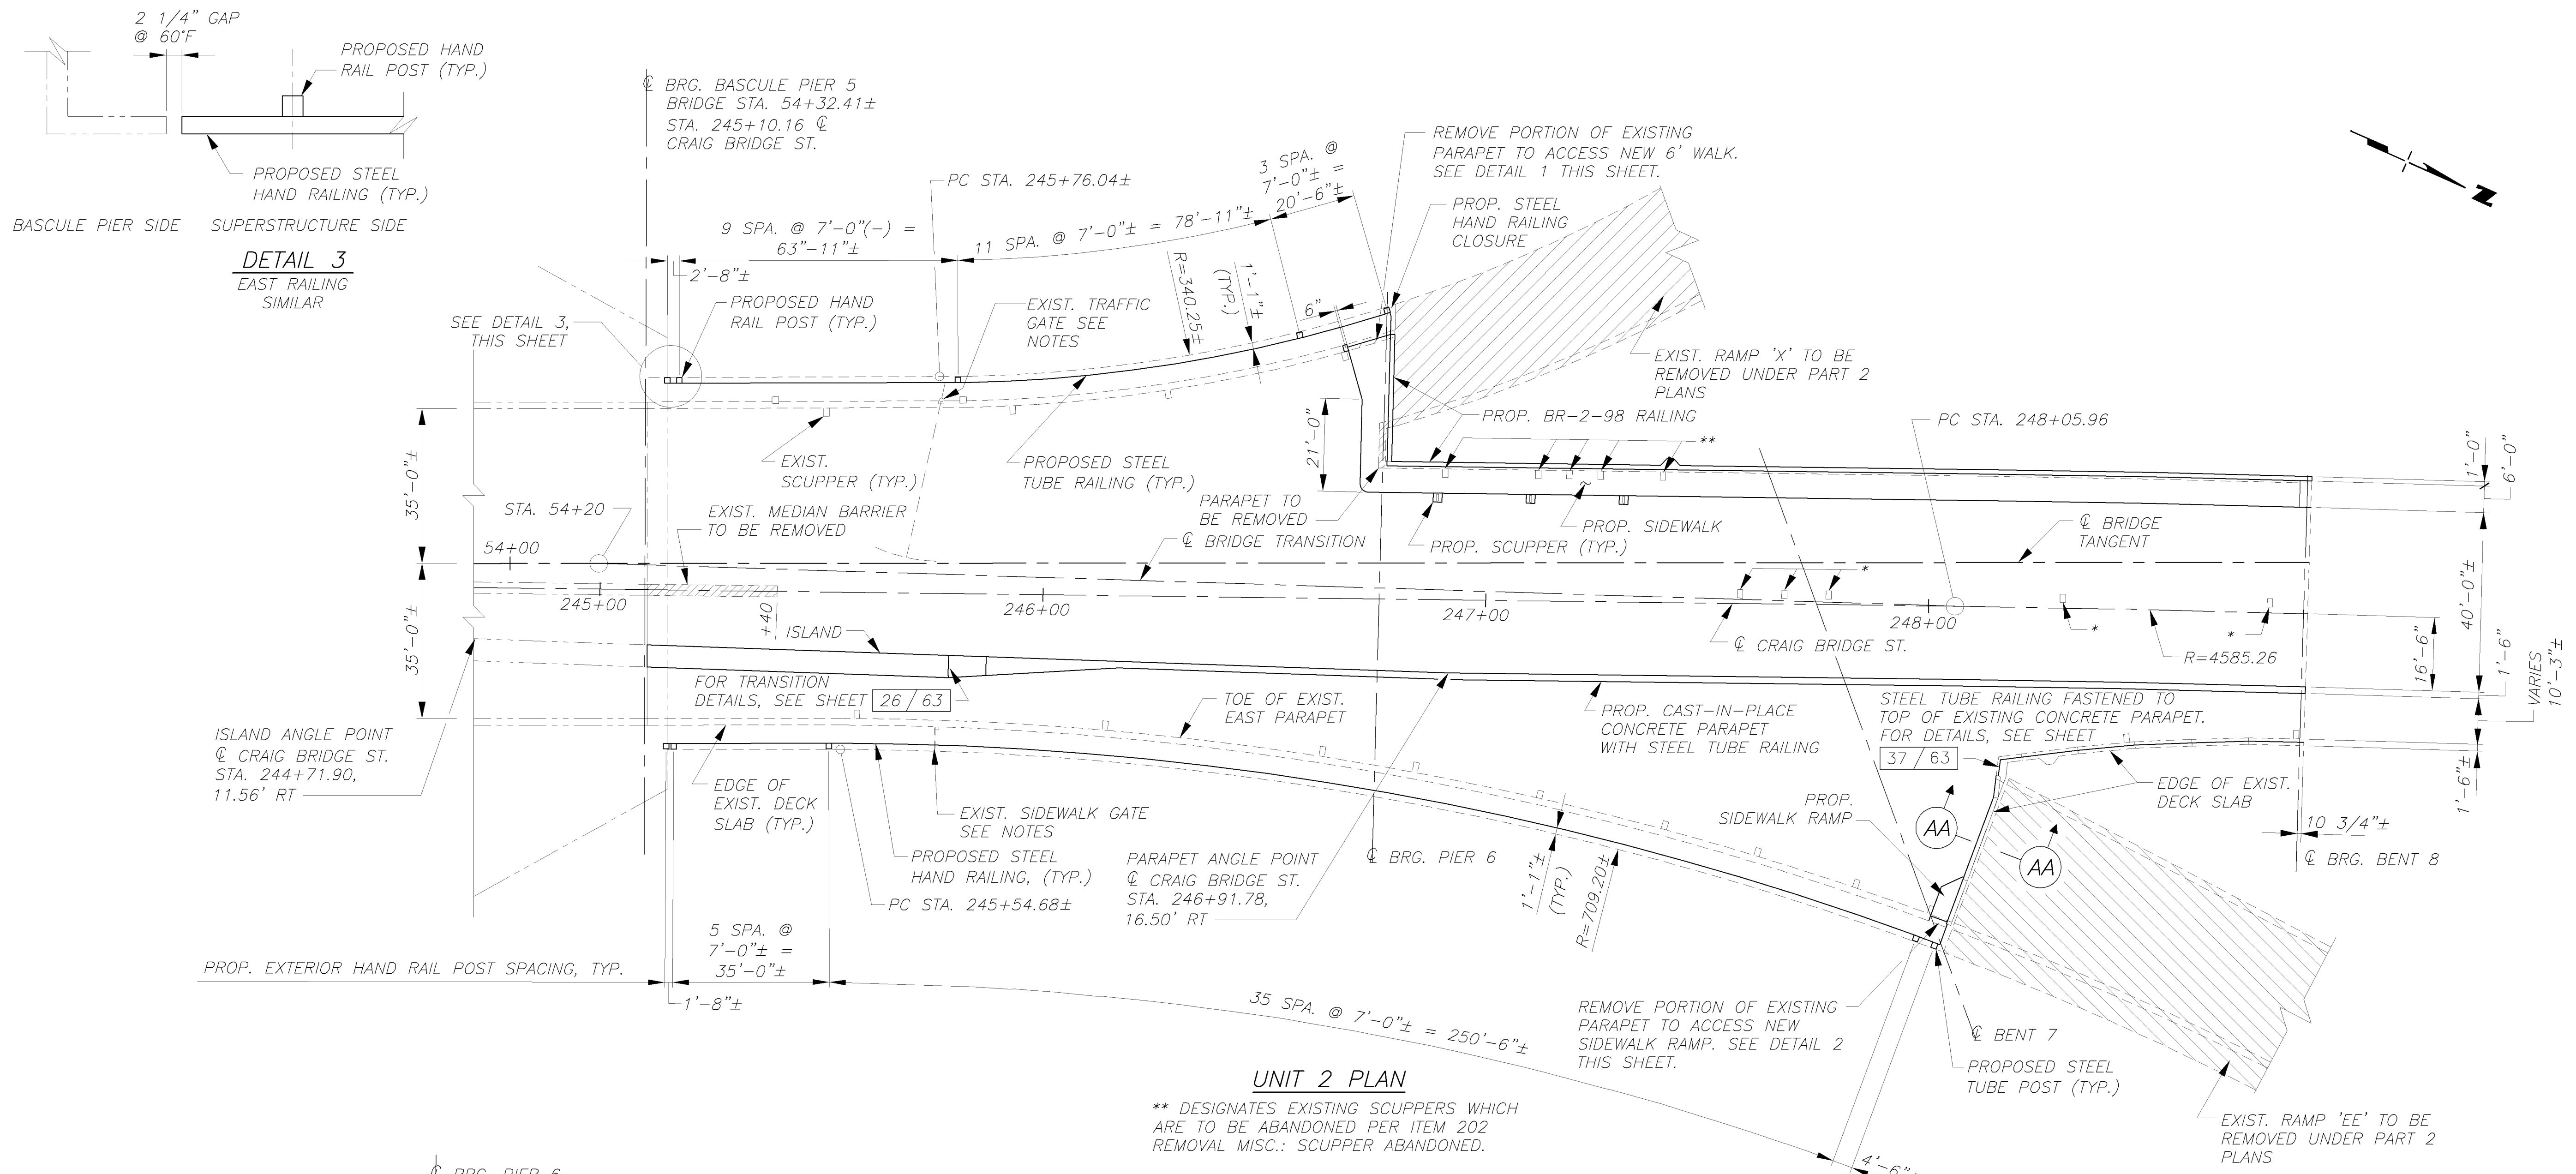 2 1/4" GAP
@ 60°F
PROPOSED HAND
RAIL POST (TYP.)
PROPOSED STEEL
HAND RAILING (TYP.)
BASCULE PIER SIDE
SUPERSTRUCTURE SIDE
DETAIL 3
EAST RAILING
SIMILAR
℄ BRG. BASCULE PIER 5
BRIDGE STA. 54+32.41±
STA. 245+10.16 ℄
CRAIG BRIDGE ST.
PC STA. 245+76.04±
9 SPA. @ 7'-0"(-) =
63"-11"±
11 SPA. @ 7'-0"± = 78'-11"±
3 SPA. @
7'-0"± =
20'-6"±
2'-8"±
PROPOSED HAND
RAIL POST (TYP.)
SEE DETAIL 3,
THIS SHEET
EXIST. TRAFFIC
GATE SEE
NOTES
R=340.25±
1'-1"±
(TYP.)
6"
REMOVE PORTION OF EXISTING
PARAPET TO ACCESS NEW 6' WALK.
SEE DETAIL 1 THIS SHEET.
PROP. STEEL
HAND RAILING
CLOSURE
N
EXIST. RAMP 'X' TO BE
REMOVED UNDER PART 2
PLANS
PROP. BR-2-98 RAILING
**
PC STA. 248+05.96
1'-0"
6'-0"
35'-0"±
EXIST.
SCUPPER (TYP.)
PROPOSED STEEL
TUBE RAILING (TYP.)
21'-0"
PARAPET TO
BE REMOVED
PROP. SIDEWALK
PROP. SCUPPER (TYP.)
℄ BRIDGE
TANGENT
STA. 54+20
EXIST. MEDIAN BARRIER
TO BE REMOVED
℄ BRIDGE TRANSITION
54+00
245+00
+40
246+00
247+00
*
248+00
*
*
℄ CRAIG BRIDGE ST.
R=4585.26
16'-6"
40'-0"±
1'-6"
VARIES
10'-3"±
1'-6"±
35'-0"±
ISLAND
FOR TRANSITION
DETAILS, SEE SHEET 26 / 63
TOE OF EXIST.
EAST PARAPET
PROP. CAST-IN-PLACE
CONCRETE PARAPET
WITH STEEL TUBE RAILING
STEEL TUBE RAILING FASTENED TO
TOP OF EXISTING CONCRETE PARAPET.
FOR DETAILS, SEE SHEET
37 / 63
ISLAND ANGLE POINT
℄ CRAIG BRIDGE ST.
STA. 244+71.90,
11.56' RT
EDGE OF
EXIST. DECK
SLAB (TYP.)
EXIST. SIDEWALK GATE
SEE NOTES
PROPOSED STEEL
HAND RAILING, (TYP.)
PC STA. 245+54.68±
PARAPET ANGLE POINT
℄ CRAIG BRIDGE ST.
STA. 246+91.78,
16.50' RT
℄ BRG. PIER 6
1'-1"±
(TYP.)
R=709.20±
PROP.
SIDEWALK RAMP
AA
AA
EDGE OF EXIST.
DECK SLAB
10 3/4"±
℄ BRG. BENT 8
5 SPA. @
7'-0"± =
35'-0"±
PROP. EXTERIOR HAND RAIL POST SPACING, TYP.
1'-8"±
35 SPA. @ 7'-0"± = 250'-6"±
REMOVE PORTION OF EXISTING
PARAPET TO ACCESS NEW
SIDEWALK RAMP. SEE DETAIL 2
THIS SHEET.
℄ BENT 7
PROPOSED STEEL
TUBE POST (TYP.)
EXIST. RAMP 'EE' TO BE
REMOVED UNDER PART 2
PLANS
UNIT 2 PLAN
** DESIGNATES EXISTING SCUPPERS WHICH
ARE TO BE ABANDONED PER ITEM 202
REMOVAL MISC.: SCUPPER ABANDONED.
4'-6"
℄ BRG. PIER 6